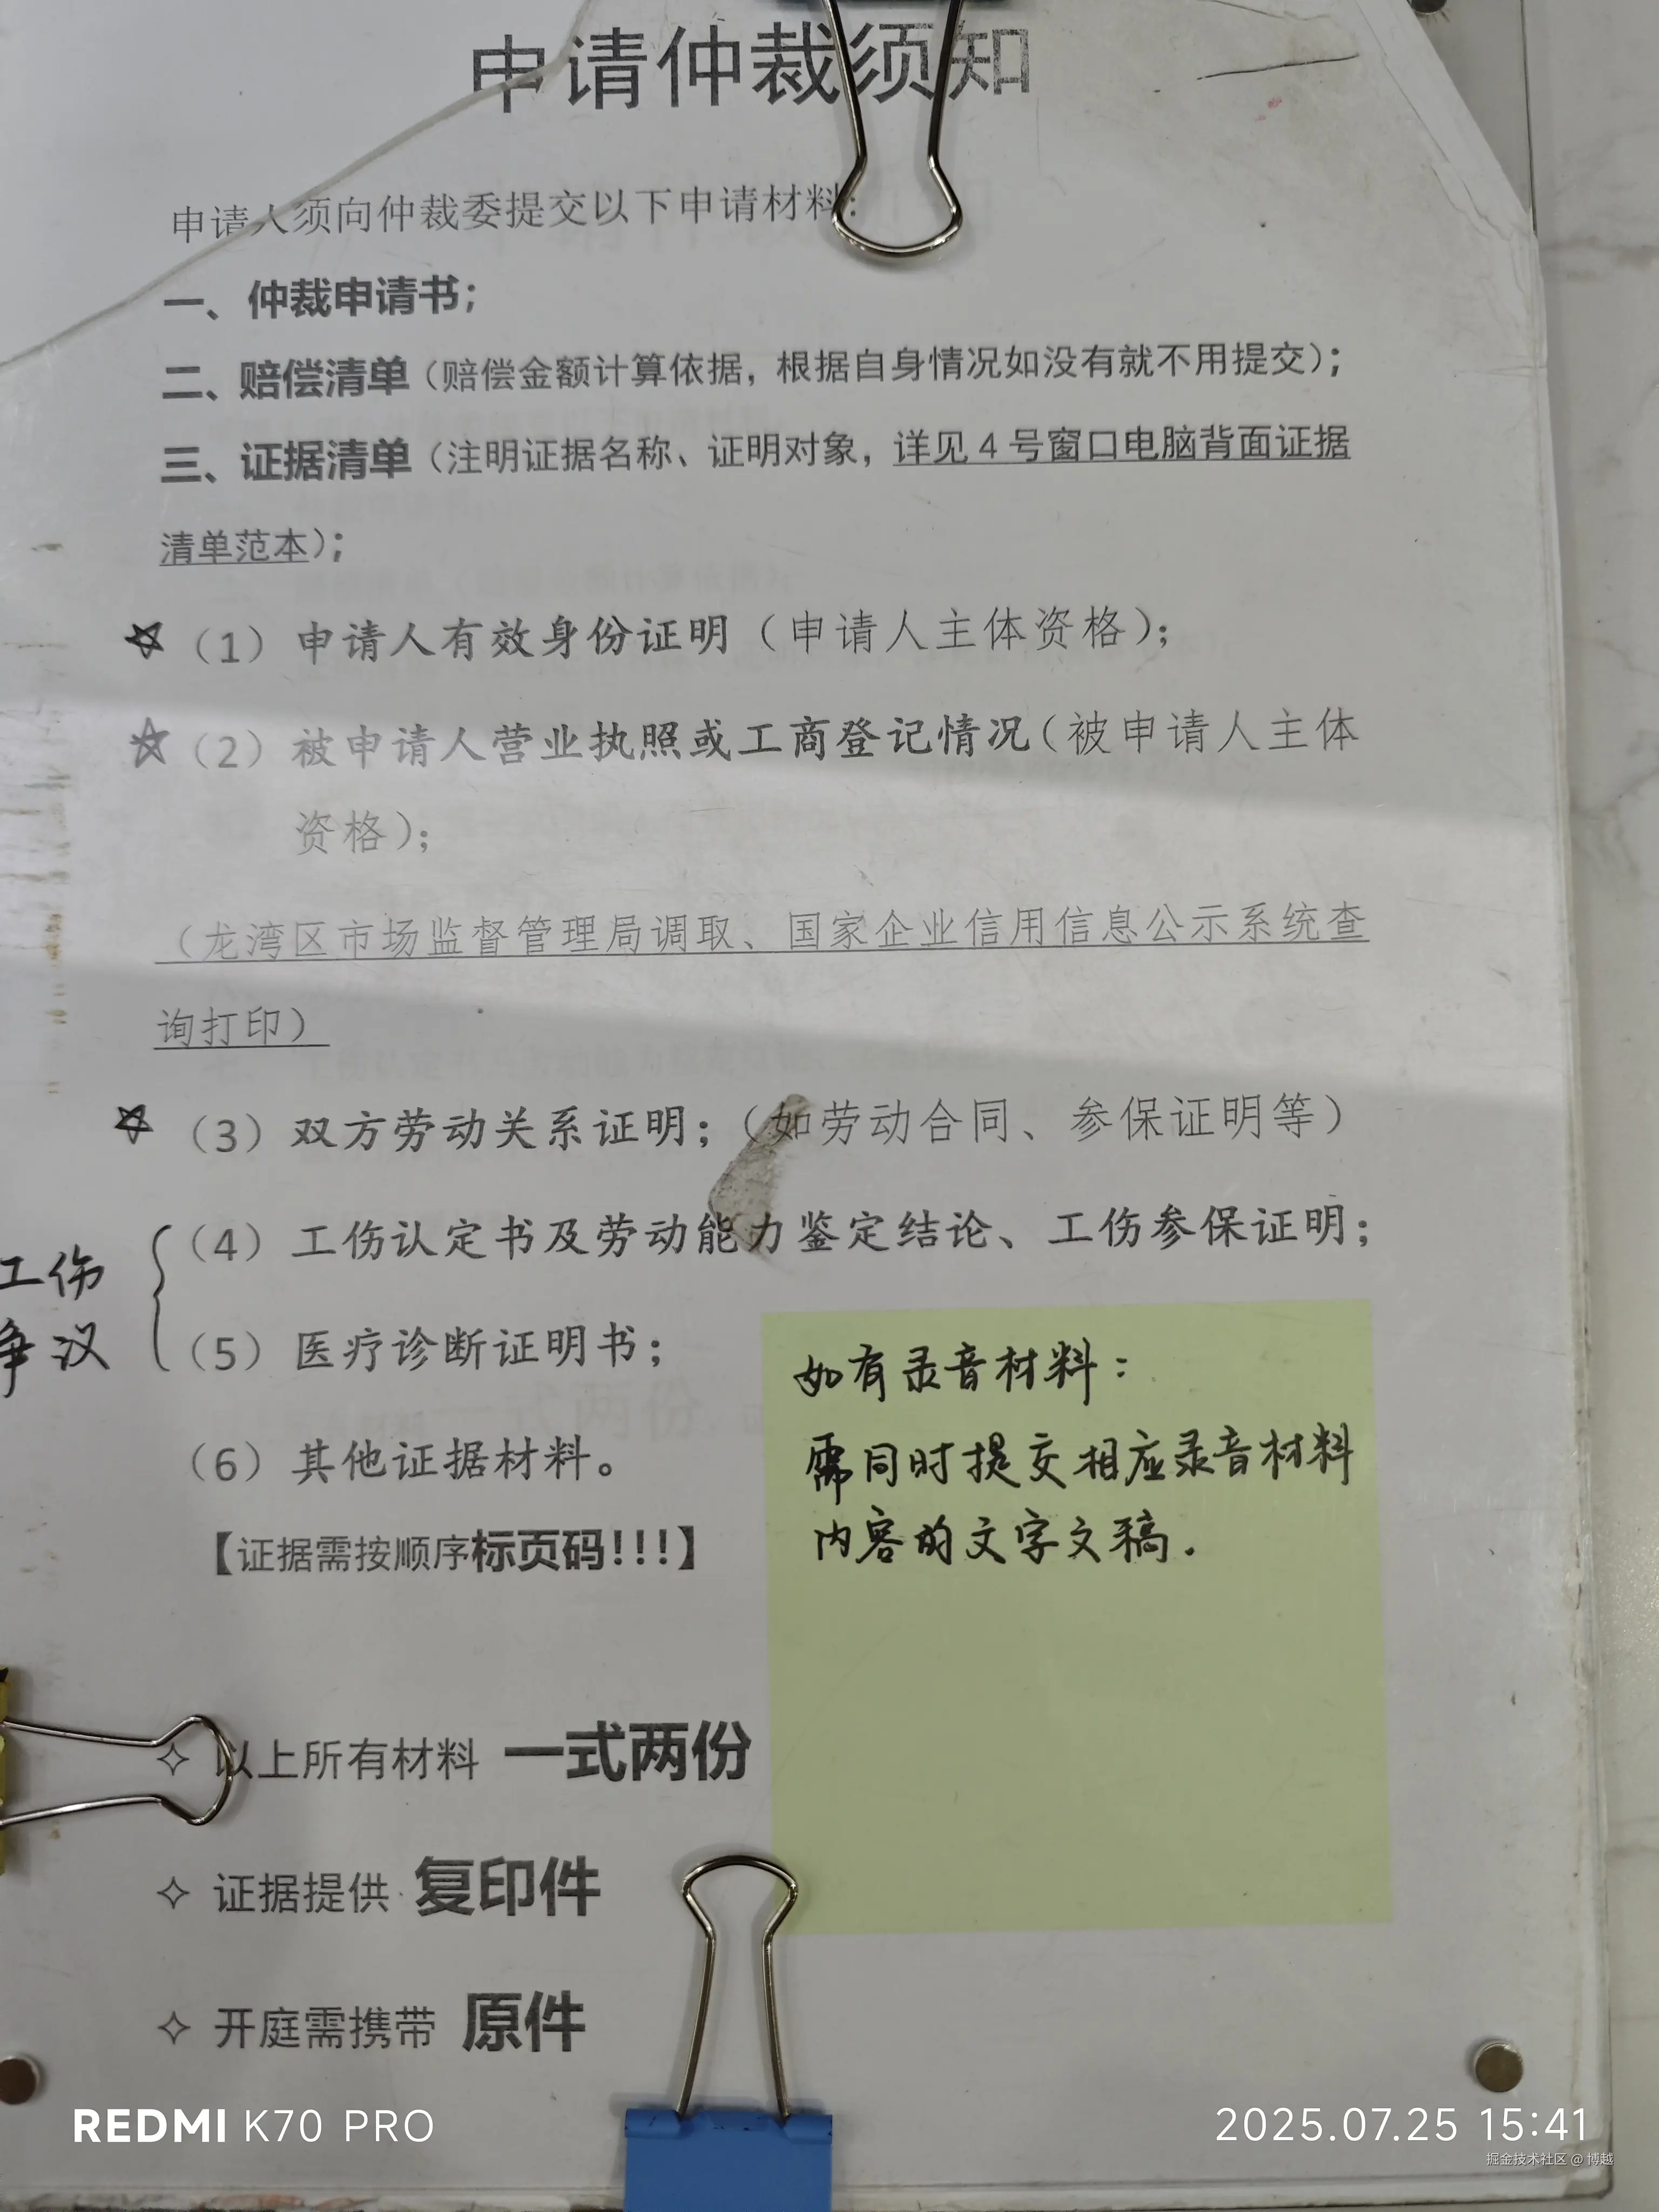 申请仲裁须知
申请人须向仲裁委提交以下申请材料：
一、仲裁申请书；
二、赔偿清单（赔偿金额计算依据，根据自身情况如没有就不用提交）；
三、证据清单（注明证据名称、证明对象，详见4号窗口电脑背面证据
清单范本）；
☆（1）申请人有效身份证明（申请人主体资格）；
☆（2）被申请人营业执照或工商登记情况（被申请人主体
资格）；
（龙湾区市场监督管理局调取、国家企业信用信息公示系统查
询打印）
☆（3）双方劳动关系证明；（如劳动合同、参保证明等）
工伤
争议
（4）工伤认定书及劳动能力鉴定结论、工伤参保证明；
（5）医疗诊断证明书；
（6）其他证据材料。
【证据需按顺序标页码!!!】
如有录音材料：
需同时提交相应录音材料
内容的文字文稿.
✧ 以上所有材料 一式两份
✧ 证据提供 复印件
✧ 开庭需携带 原件
REDMI K70 PRO
2025.07.25 15:41
掘金技术社区 @ 博越